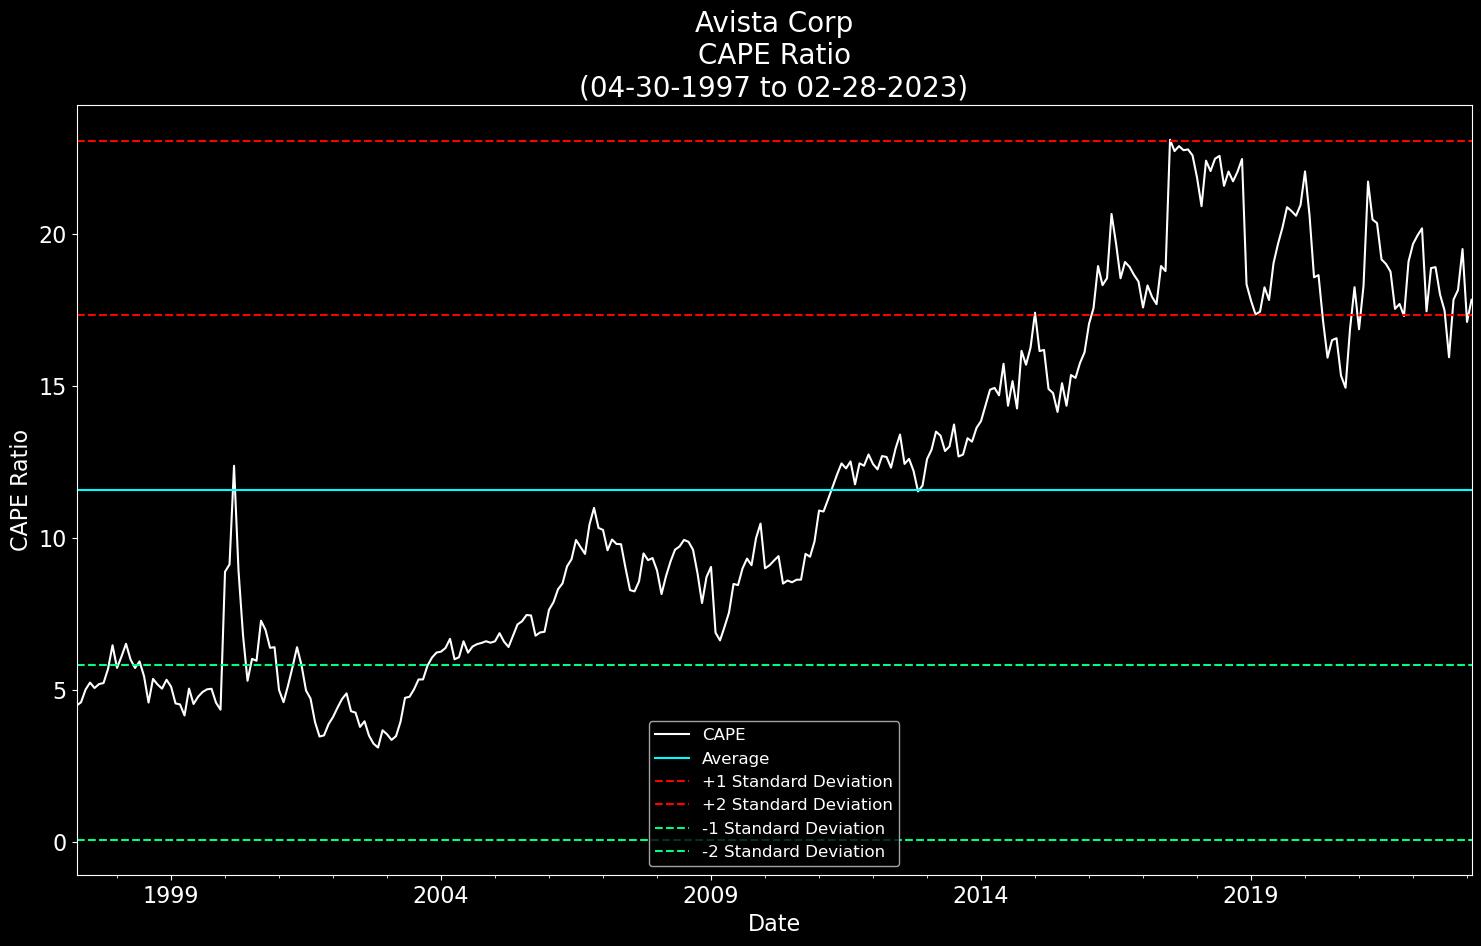 Avista Corp
CAPE Ratio
(04-30-1997 to 02-28-2023)
CAPE Ratio
20
15
10
5
0
CAPE
Average
+1 Standard Deviation
+2 Standard Deviation
-1 Standard Deviation
-2 Standard Deviation
1999 2004 2009 2014 2019
Date